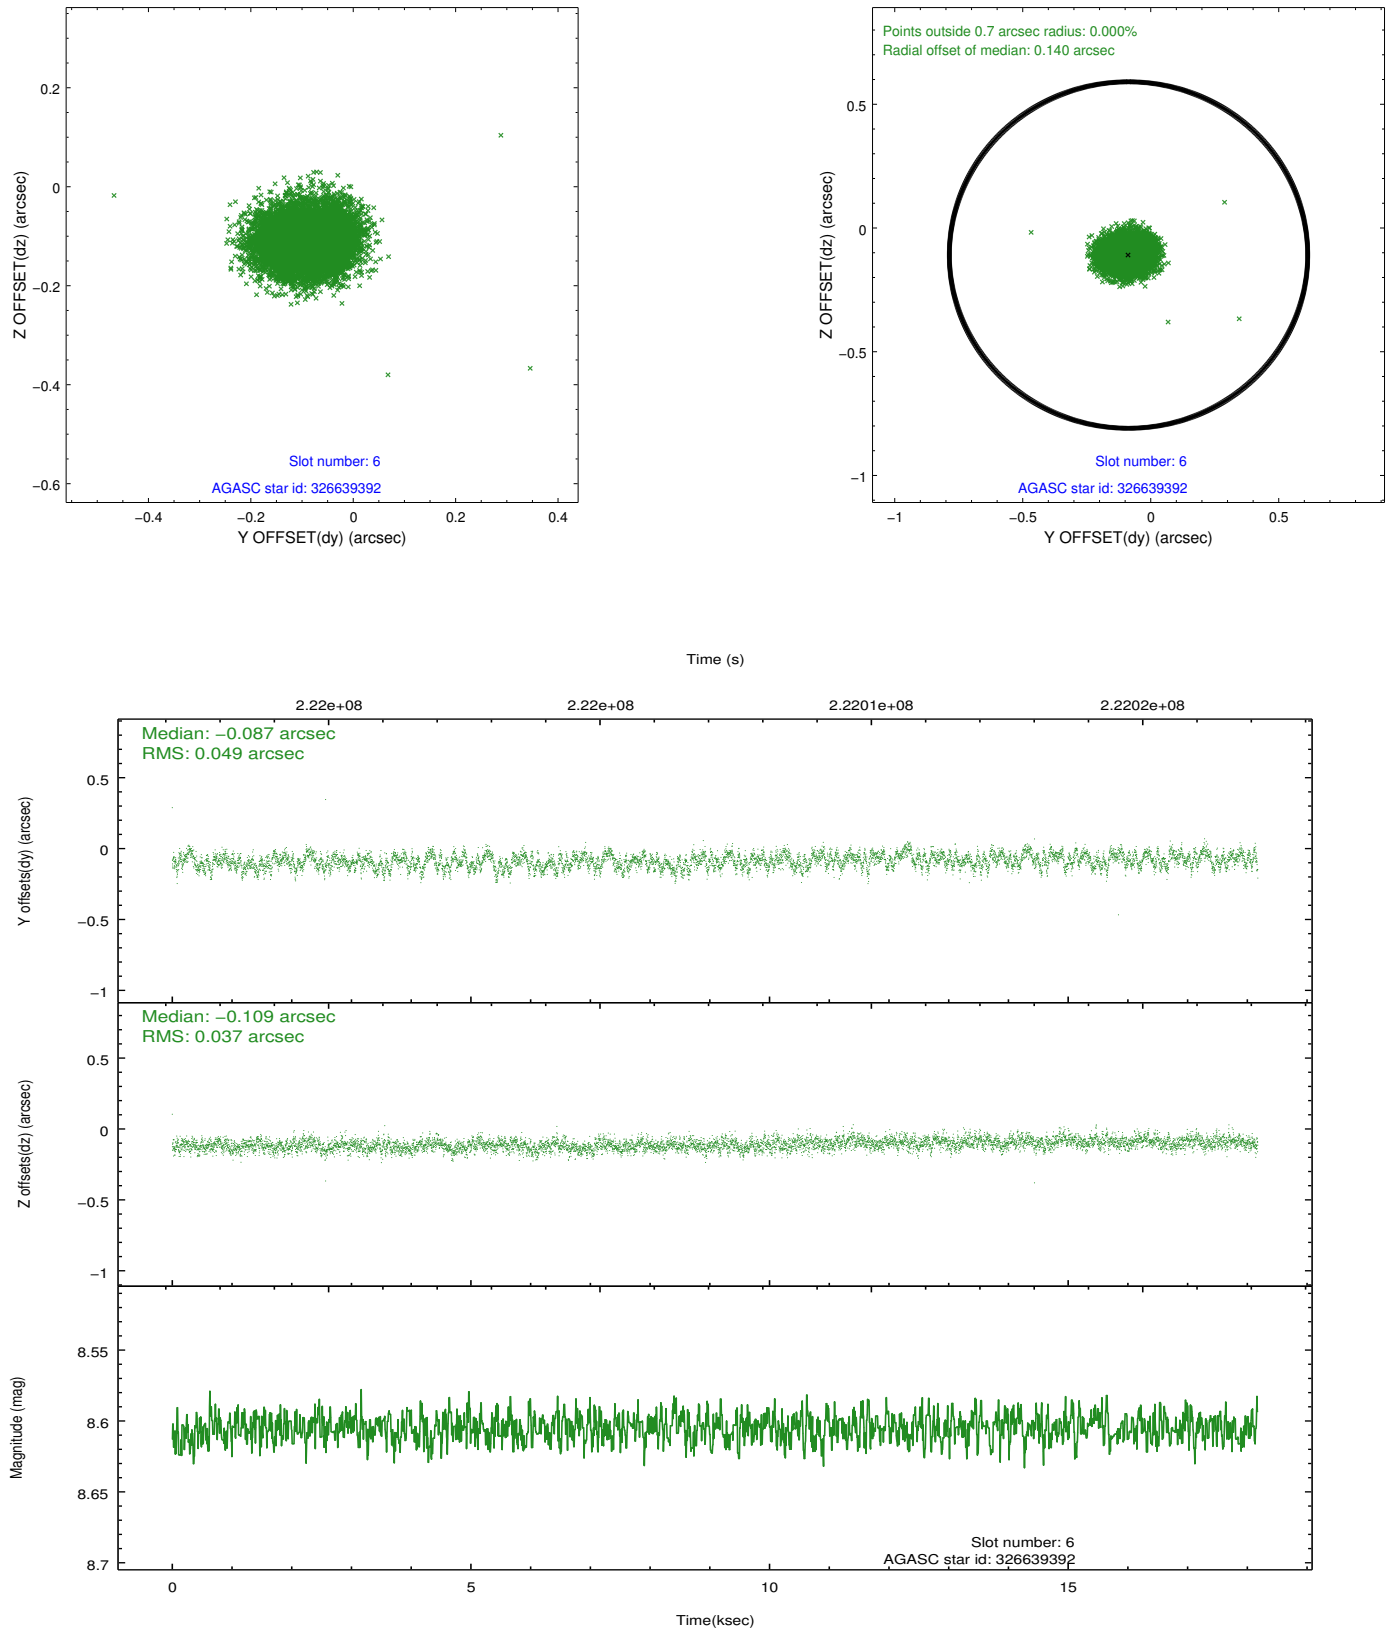 0.2
0
−0.2
−0.4
−0.6
Z OFFSET(dz) (arcsec)
Slot number: 6
AGASC star id: 326639392
−0.4
−0.2
0
0.2
0.4
Y OFFSET(dy) (arcsec)
Points outside 0.7 arcsec radius: 0.000%
Radial offset of median: 0.140 arcsec
0.5
0
−0.5
−1
Z OFFSET(dz) (arcsec)
Slot number: 6
AGASC star id: 326639392
−1
−0.5
0
0.5
Y OFFSET(dy) (arcsec)
Time (s)
2.22e+08
2.22e+08
2.2201e+08
2.2202e+08
Median: −0.087 arcsec
RMS: 0.049 arcsec
0.5
0
−0.5
−1
Y offsets(dy) (arcsec)
Median: −0.109 arcsec
RMS: 0.037 arcsec
0.5
0
−0.5
−1
Z offsets(dz) (arcsec)
8.55
8.6
8.65
8.7
Magnitude (mag)
Slot number: 6
AGASC star id: 326639392
0
5
10
15
Time(ksec)